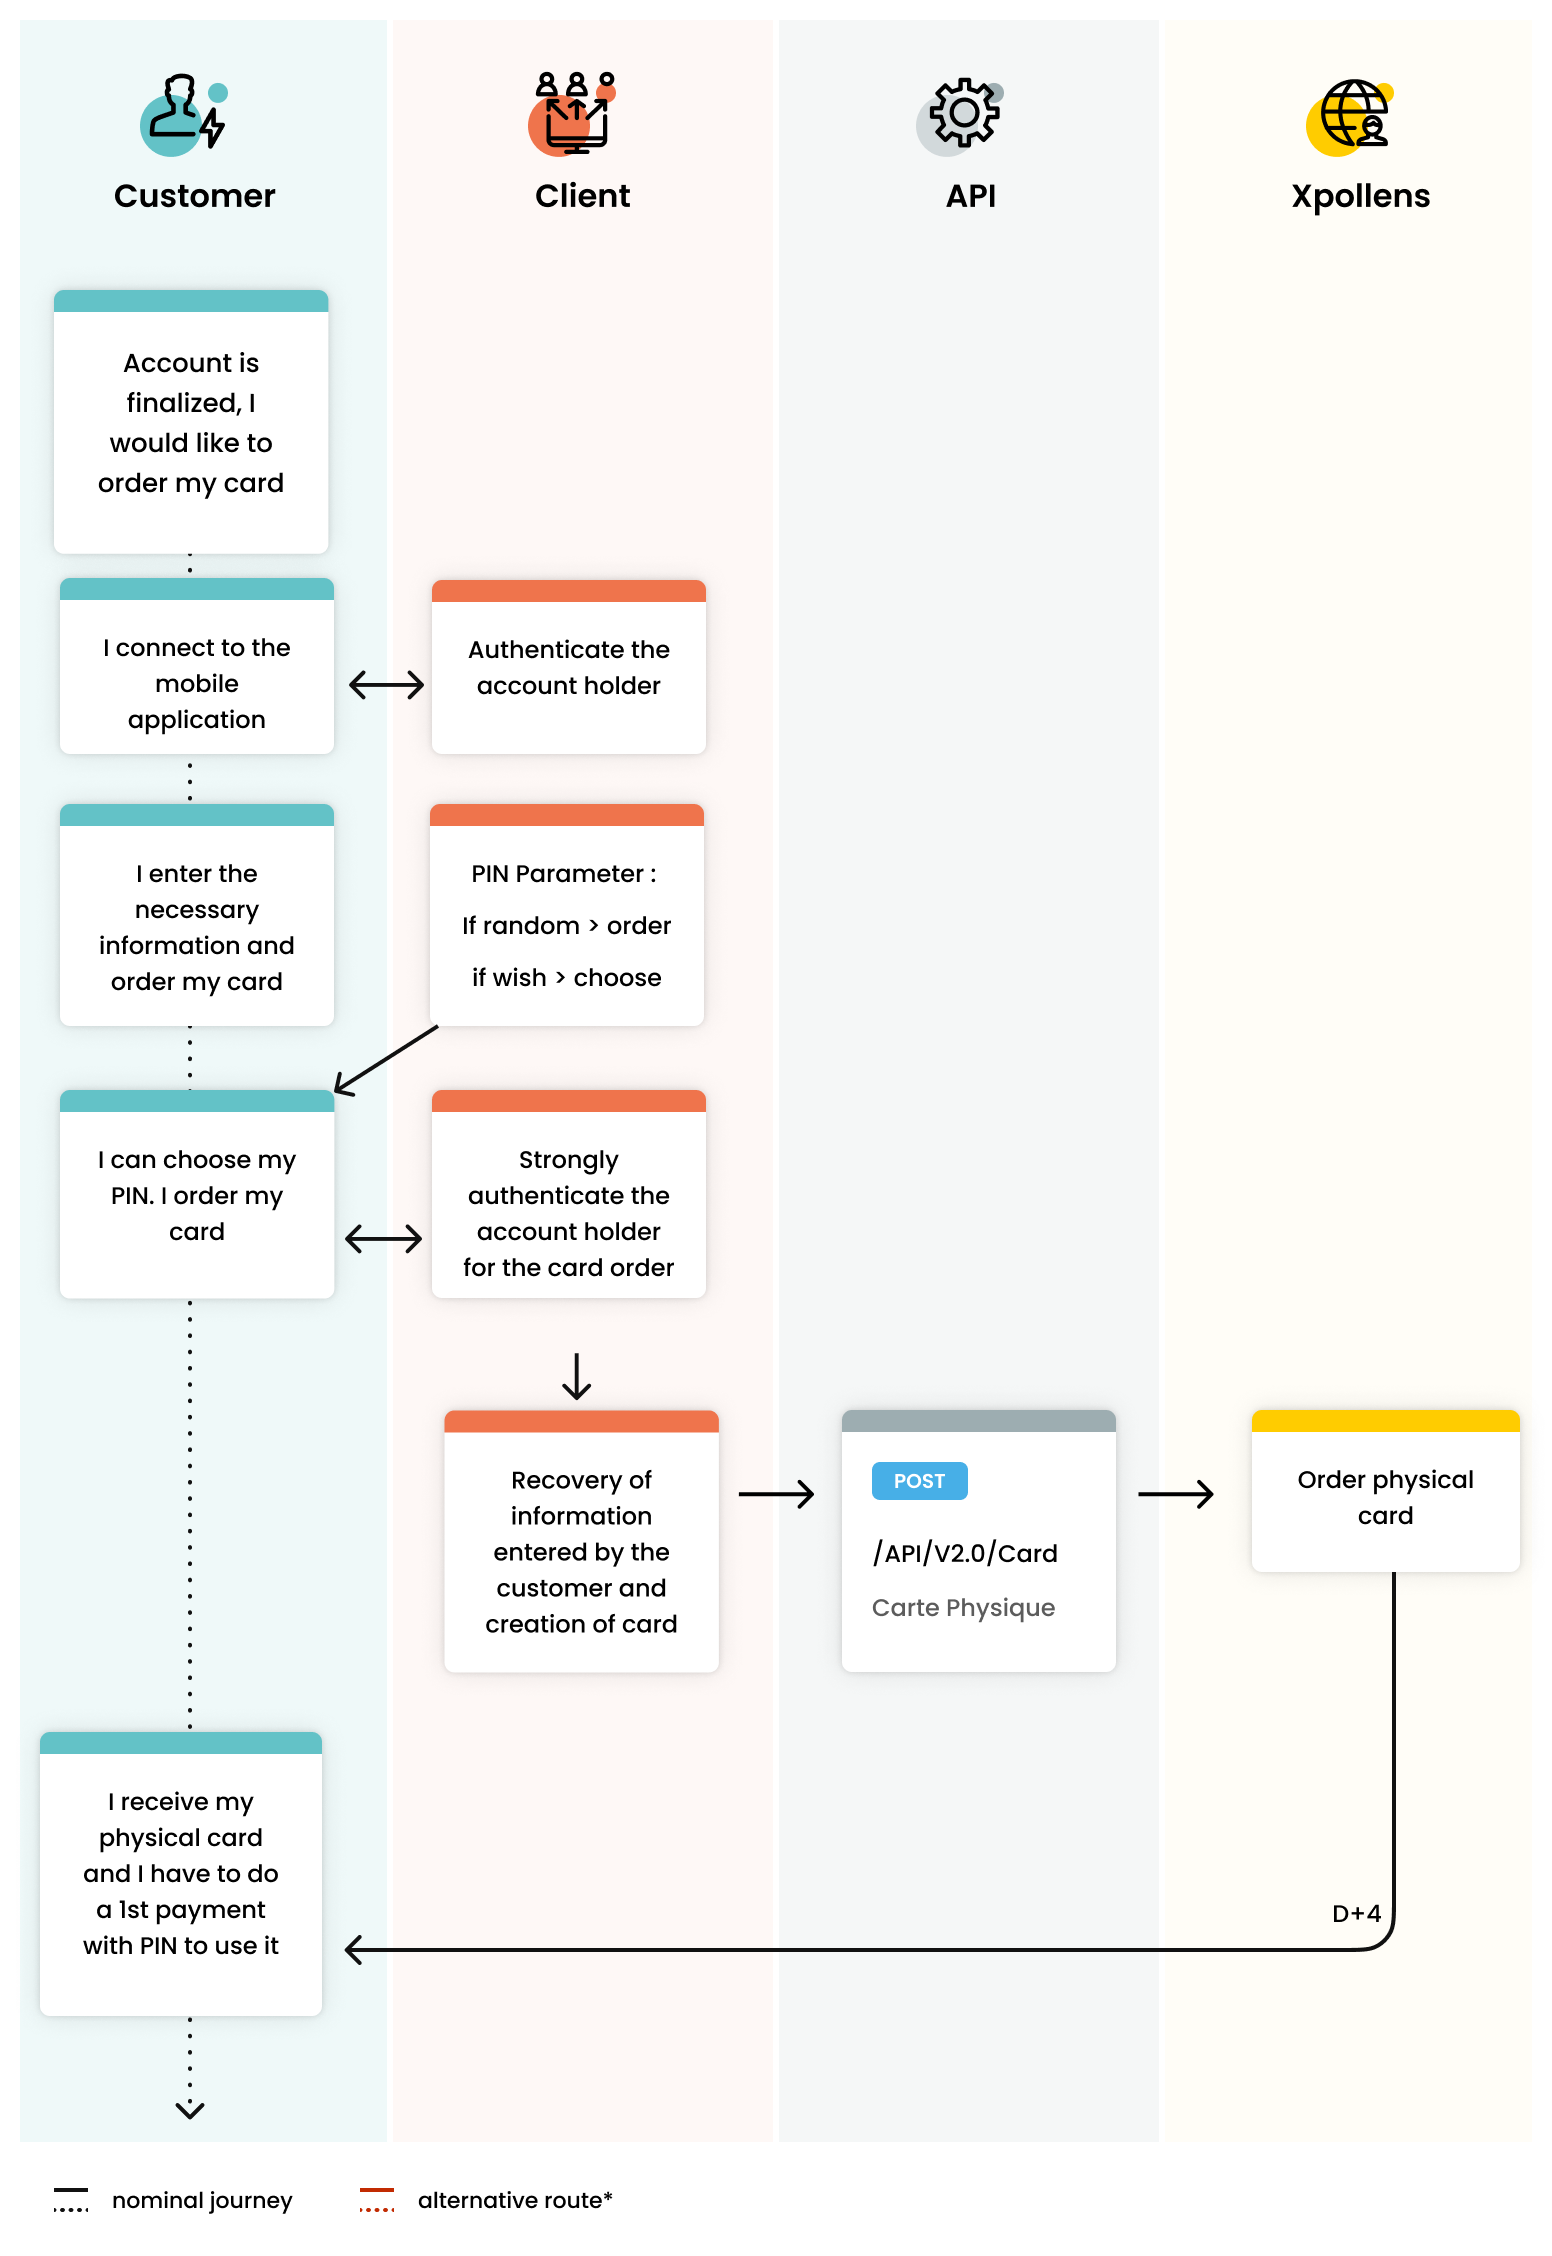 Customer
Client
API
Xpollens
Account is
finalized, I
would like to
order my card
I connect to the
mobile
application
Authenticate the
account holder
I enter the
necessary
information and
order my card
PIN Parameter :
If random > order
if wish > choose
I can choose my
PIN. I order my
card
Strongly
authenticate the
account holder
for the card order
Recovery of
information
entered by the
customer and
creation of card
POST
/API/V2.0/Card
Carte Physique
Order physical
card
I receive my
physical card
and I have to do
a 1st payment
with PIN to use it
D+4
nominal journey
alternative route*